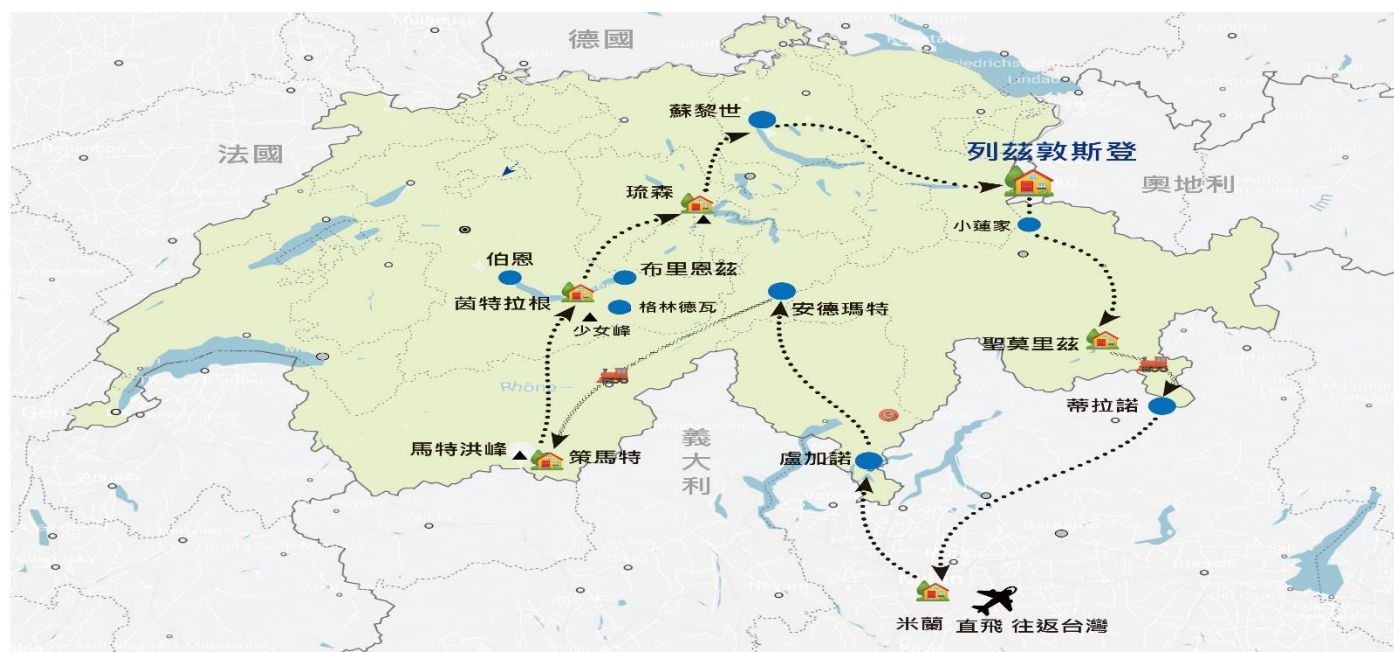 德國
法國
蘇黎世
列茲敦斯登
奧地利
琉森
小蓮家
伯恩
布里恩茲
茵特拉根
格林德瓦
少女峰
安德瑪特
聖莫里茲
Rhône
蒂拉諾
馬特洪峰
策馬特
義大利
盧加諾
米蘭
直飛 往返台灣